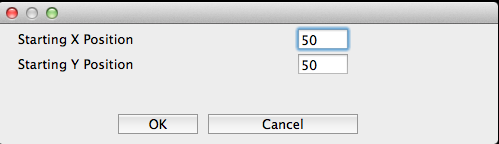 Starting X Position 50
Starting Y Position 50
OK Cancel